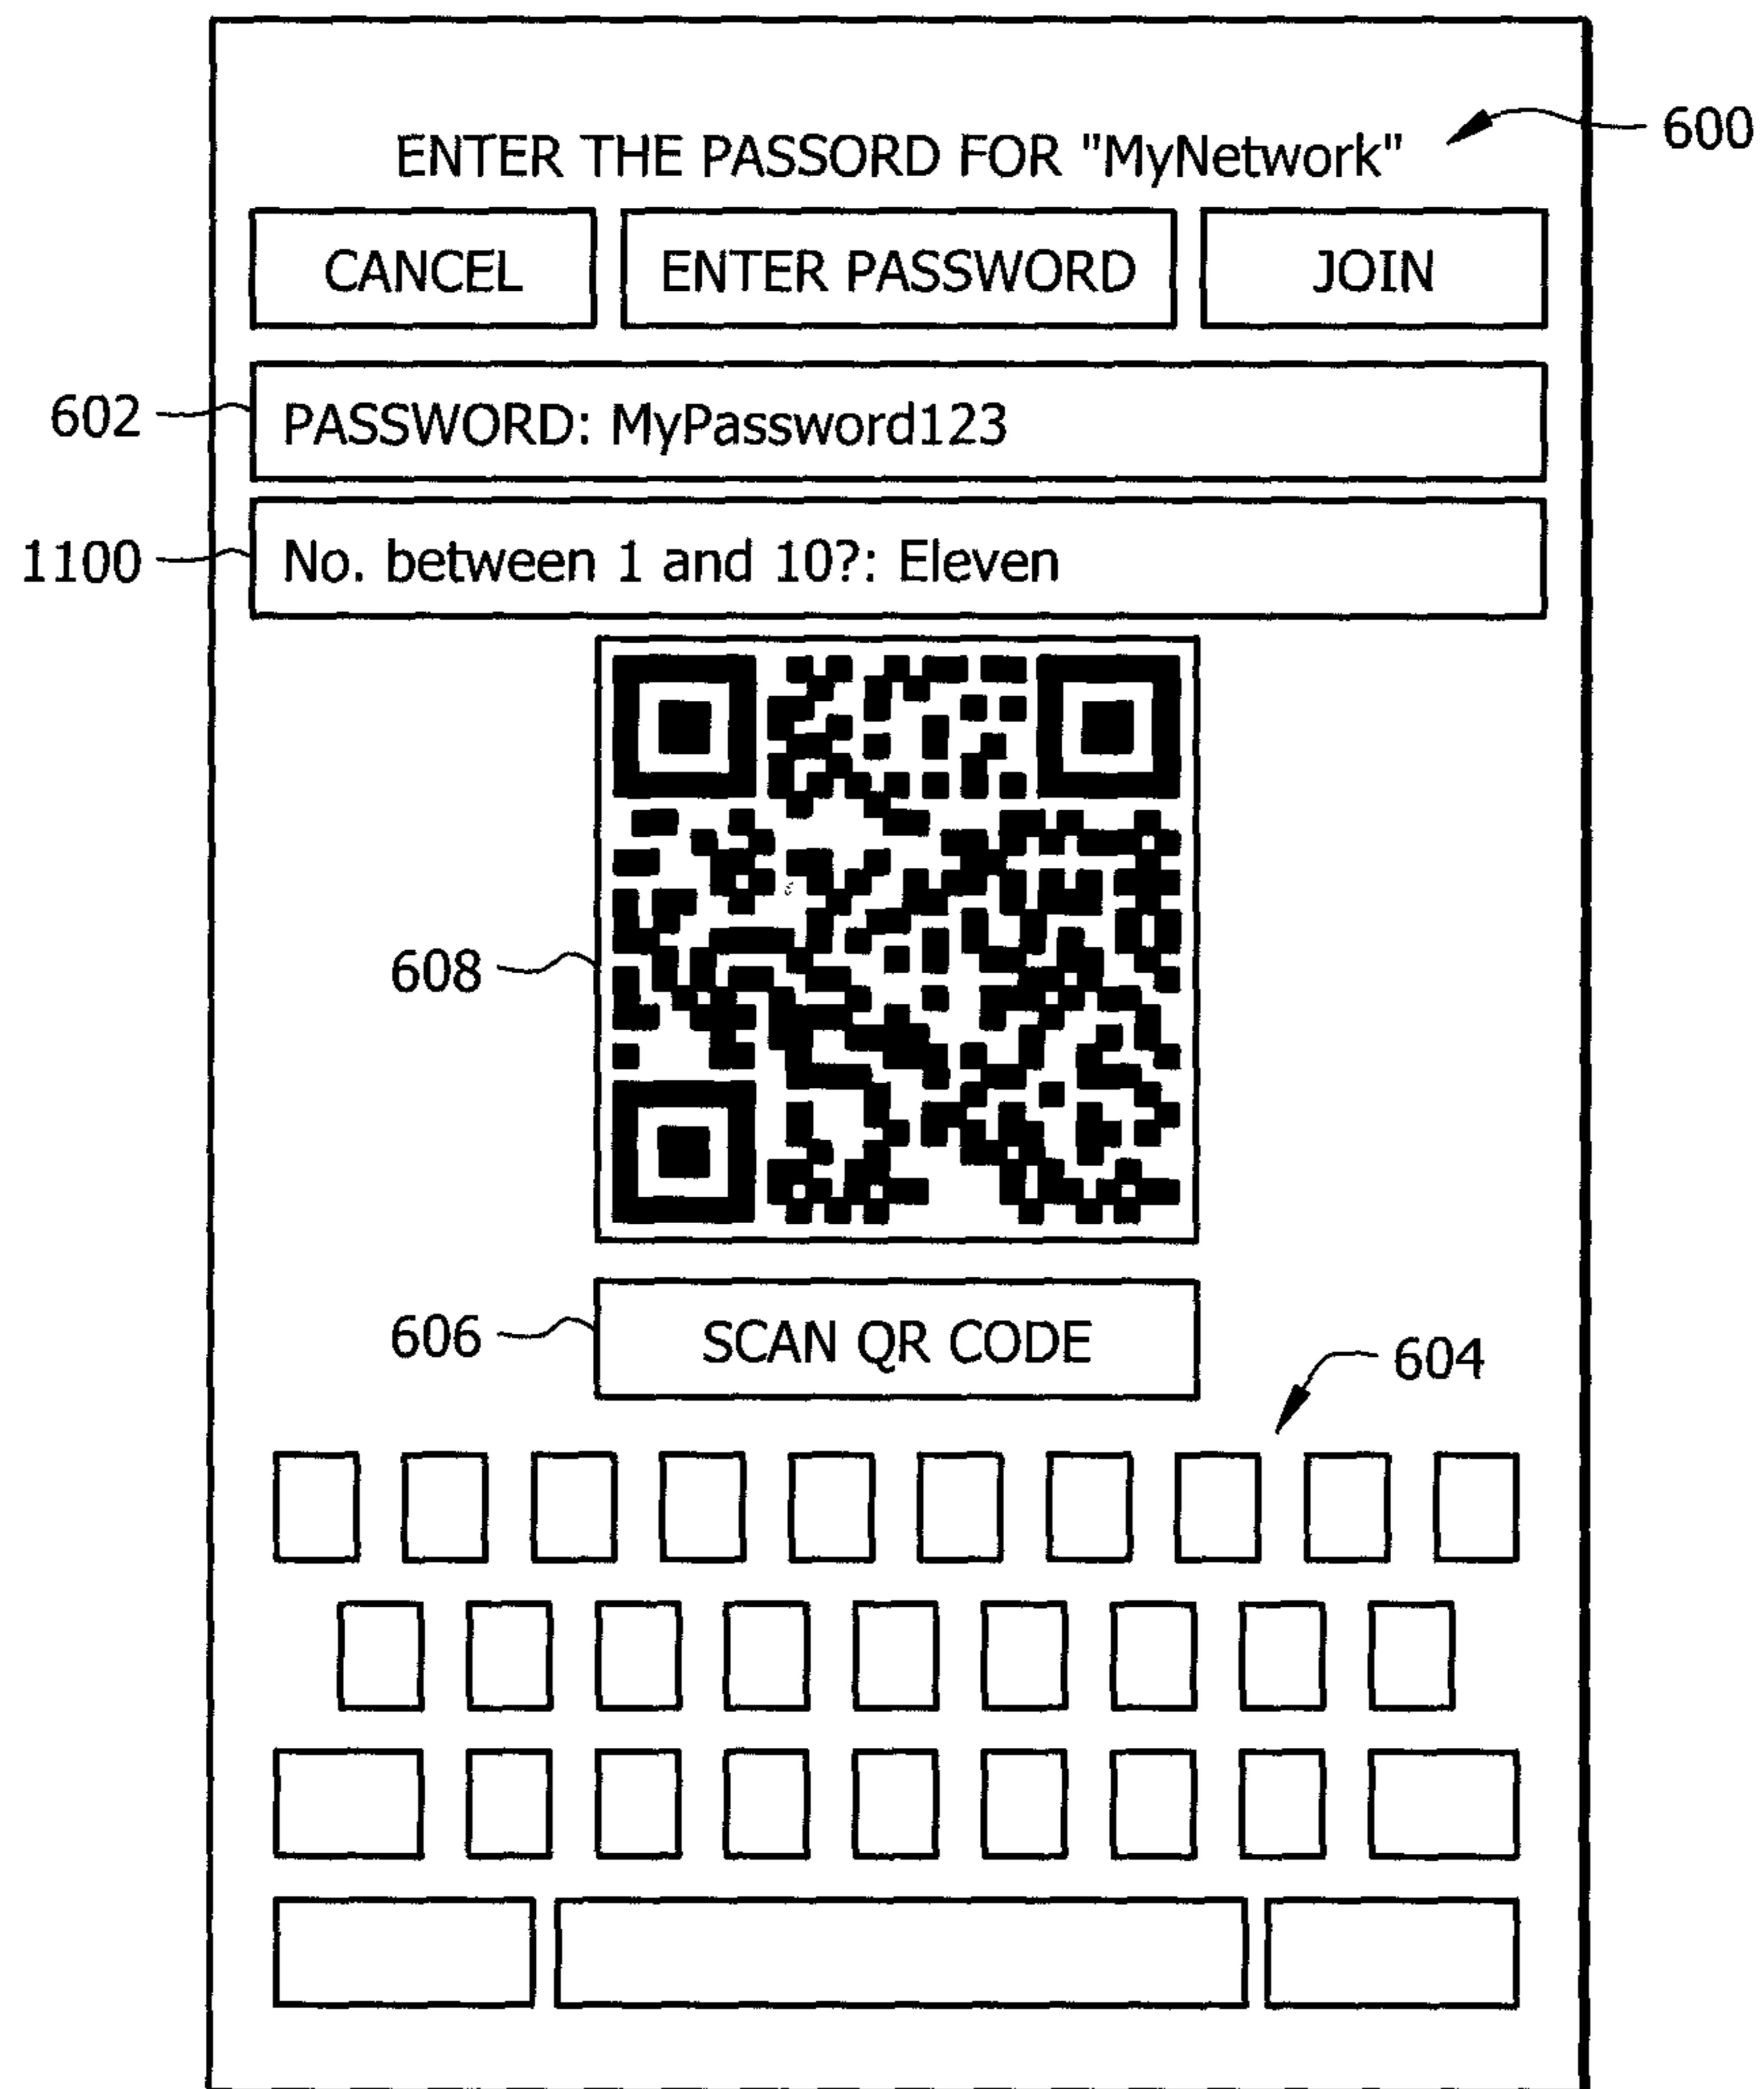 ENTER THE PASSORD FOR "MyNetwork"
600
CANCEL
ENTER PASSWORD
JOIN
602
PASSWORD: MyPassword123
1100
No. between 1 and 10?: Eleven
608
606
SCAN QR CODE
604